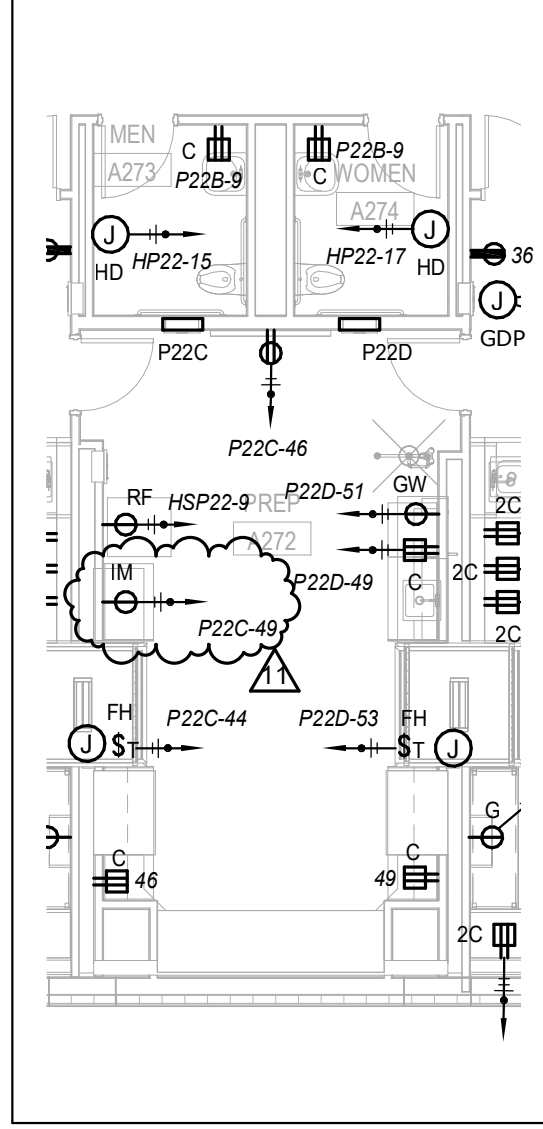 MEN
A273
C
P22B-9
P22B-9
C
WOMEN
A274
J
HD
HP22-15
HP22-17
J
HD
36
J
GDP
P22C
P22D
P22C-46
RF
HSP22-9
PREP
A272
P22D-51
GW
2C
IM
P22C-49
P22D-49
C
2C
2C
11
FH
P22C-44
P22D-53
FH
J
$T
$T
J
C
46
49
C
G
2C